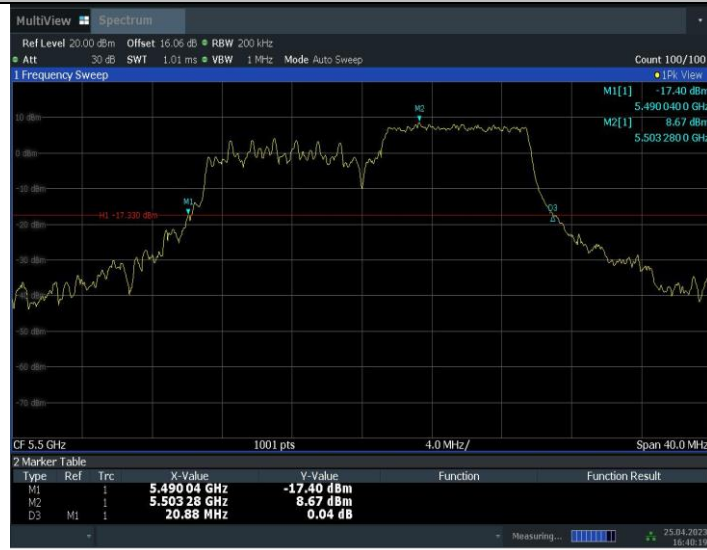 MultiView Spectrum
Ref Level 20.00 dBm Offset 16.06 dB RBW 200 kHz
Att 30 dB SWT 1.01 ms VBW 1 MHz Mode Auto Sweep Count 100/100
1 Frequency Sweep 1Pk View
M1[1] -17.40 dBm
5.490 040 0 GHz
M2[1] 8.67 dBm
5.503 280 0 GHz
M2
10 dBm
0 dBm
-10 dBm
M1
H1 -17.330 dBm
D3
-20 dBm
-30 dBm
-40 dBm
-50 dBm
-60 dBm
-70 dBm
CF 5.5 GHz 1001 pts 4.0 MHz/ Span 40.0 MHz
2 Marker Table
Type Ref Trc X-Value Y-Value Function Function Result
M1 1 5.490 04 GHz -17.40 dBm
M2 1 5.503 28 GHz 8.67 dBm
D3 M1 1 20.88 MHz 0.04 dB
Measuring... 25.04.2023
16:40:19